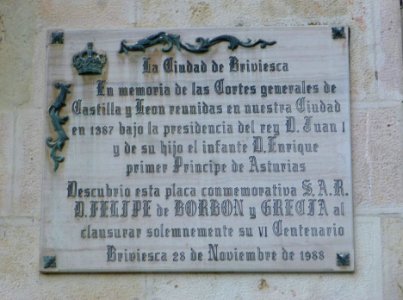 La Ciudad de Briviesca
En memoria de las Cortes generales de
Castilla y Leon reunidas en nuestra Ciudad
en 1387 bajo la presidencia del rey D. Juan I
y de su hijo el infante D. Enrique
primer Principe de Asturias
Descubrio esta placa conmemorativa S.A.R.
D. FELIPE de BORBON y GRECIA al
clausurar solemnemente su VI Centenario
Briviesca 28 de Noviembre de 1988